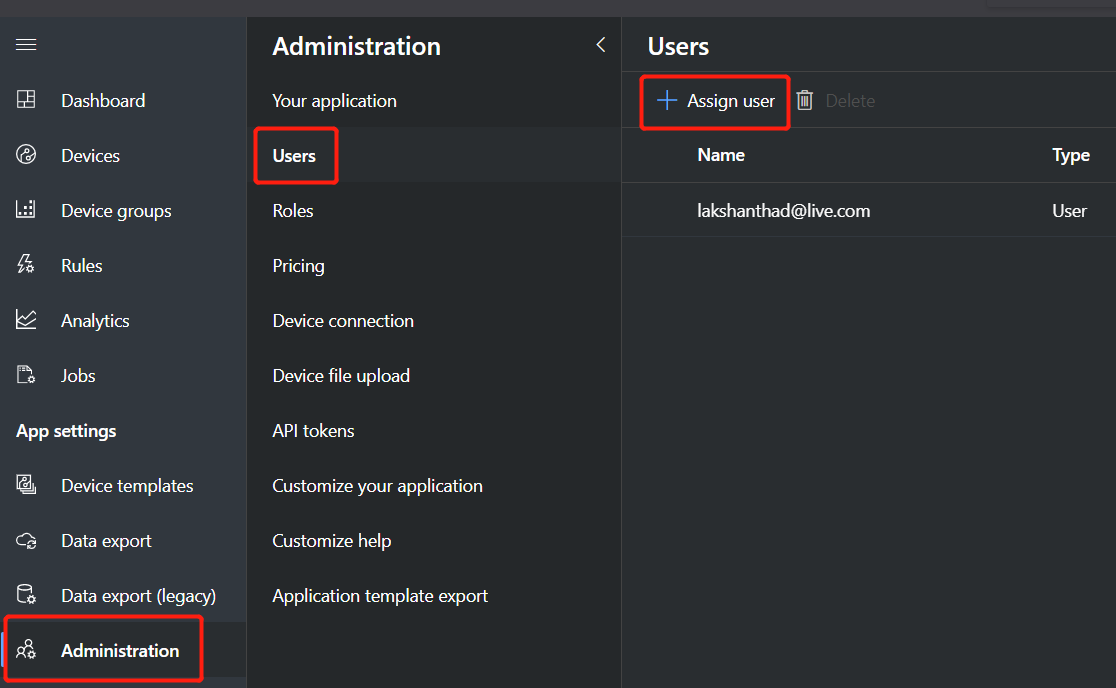 Dashboard
Devices
Device groups
Rules
Analytics
Jobs
App settings
Device templates
Data export
Data export (legacy)
Administration
Administration
Your application
Users
Roles
Pricing
Device connection
Device file upload
API tokens
Customize your application
Customize help
Application template export
Users
Assign user Delete
Name Type
lakshanthad@live.com User